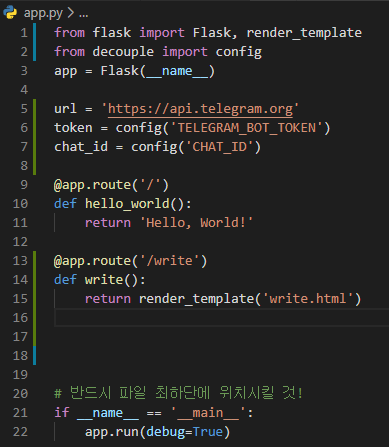 app.py > ...
1 from flask import Flask, render_template
2 from decouple import config
3 app = Flask(__name__)
4
5 url = 'https://api.telegram.org'
6 token = config('TELEGRAM_BOT_TOKEN')
7 chat_id = config('CHAT_ID')
8
9 @app.route('/')
10 def hello_world():
11     return 'Hello, World!'
12
13 @app.route('/write')
14 def write():
15     return render_template('write.html')
16
17
18
19
20 # 반드시 파일 최하단에 위치시킬 것!
21 if __name__ == '__main__':
22     app.run(debug=True)